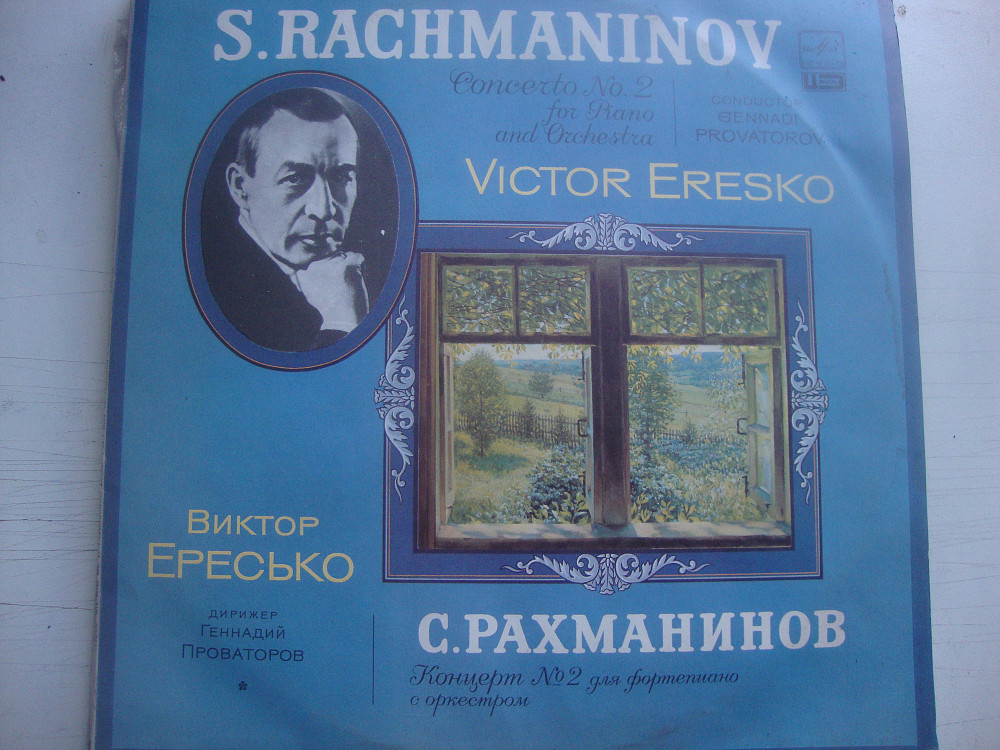 S.RACHMANINOV
Concerto No. 2
for Piano
and Orchestra
CONDUCTOR
GENNADI
PROVATOROV
VICTOR ERESKO
ВИКТОР
ЕРЕСЬКО
ДИРИЖЕР
ГЕННАДИЙ
ПРОВАТОРОВ
*
С.РАХМАНИНОВ
Концерт №2 для фортепиано
с оркестром